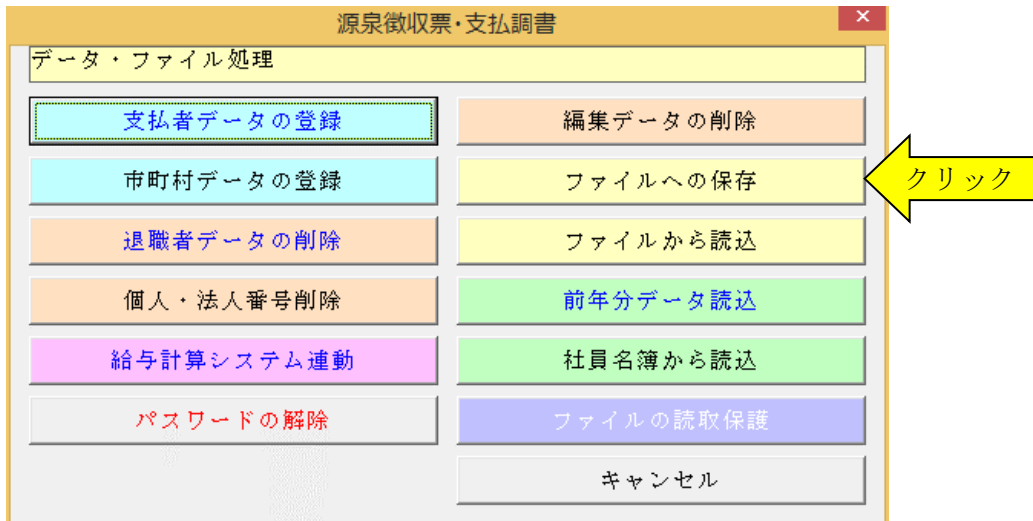 源泉徴収票・支払調書
データ・ファイル処理
支払者データの登録
編集データの削除
市町村データの登録
ファイルへの保存
クリック
退職者データの削除
ファイルから読込
個人・法人番号削除
前年分データ読込
給与計算システム連動
社員名簿から読込
パスワードの解除
ファイルの読取保護
キャンセル